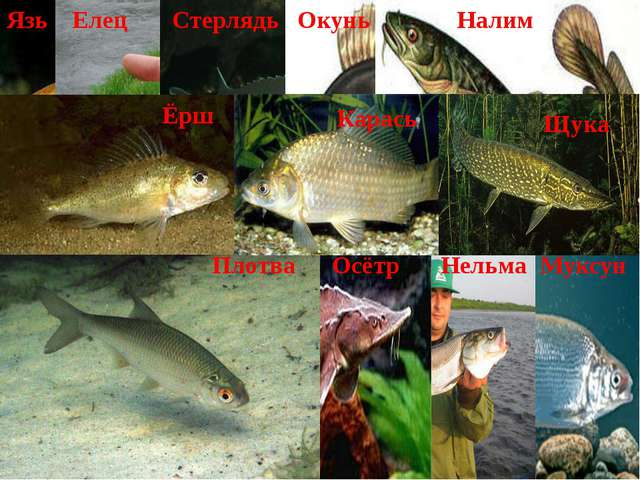 Язь Елец Стерлядь Окунь Налим
Ёрш Карась Щука
Плотва Осётр Нельма Муксун